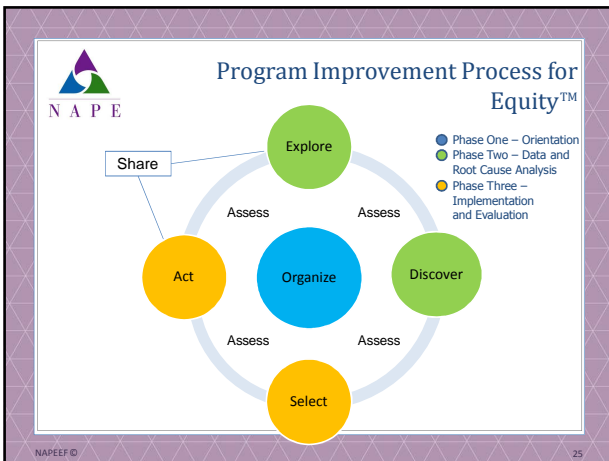 N A P E
Program Improvement Process for
Equity™
Phase One – Orientation
Phase Two – Data and
Root Cause Analysis
Phase Three –
Implementation
and Evaluation
Share
Explore
Assess
Assess
Act
Organize
Discover
Assess
Assess
Select
NAPEEF ©
25